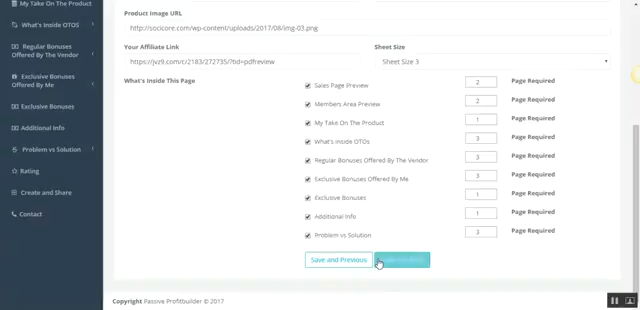 My Take On The Product
What's Inside OTOS
Regular Bonuses
Offered By The Vendor
Exclusive Bonuses
Offered By Me
Exclusive Bonuses
Additional Info
Problem vs Solution
Rating
Create and Share
Contact
Product Image URL
http://socicore.com/wp-content/uploads/2017/08/img-03.png
Your Affiliate Link
Sheet Size
https://jvz9.com/c/2183/272735/?tid=pdfreview
Sheet Size 3
What's Inside This Page
Sales Page Preview 2 Page Required
Members Area Preview 2 Page Required
My Take On The Product 1 Page Required
What's Inside OTOs 3 Page Required
Regular Bonuses Offered By The Vendor 3 Page Required
Exclusive Bonuses Offered By Me 3 Page Required
Exclusive Bonuses 1 Page Required
Additional Info 1 Page Required
Problem vs Solution 3 Page Required
Save and Previous
Copyright Passive Profitbuilder © 2017